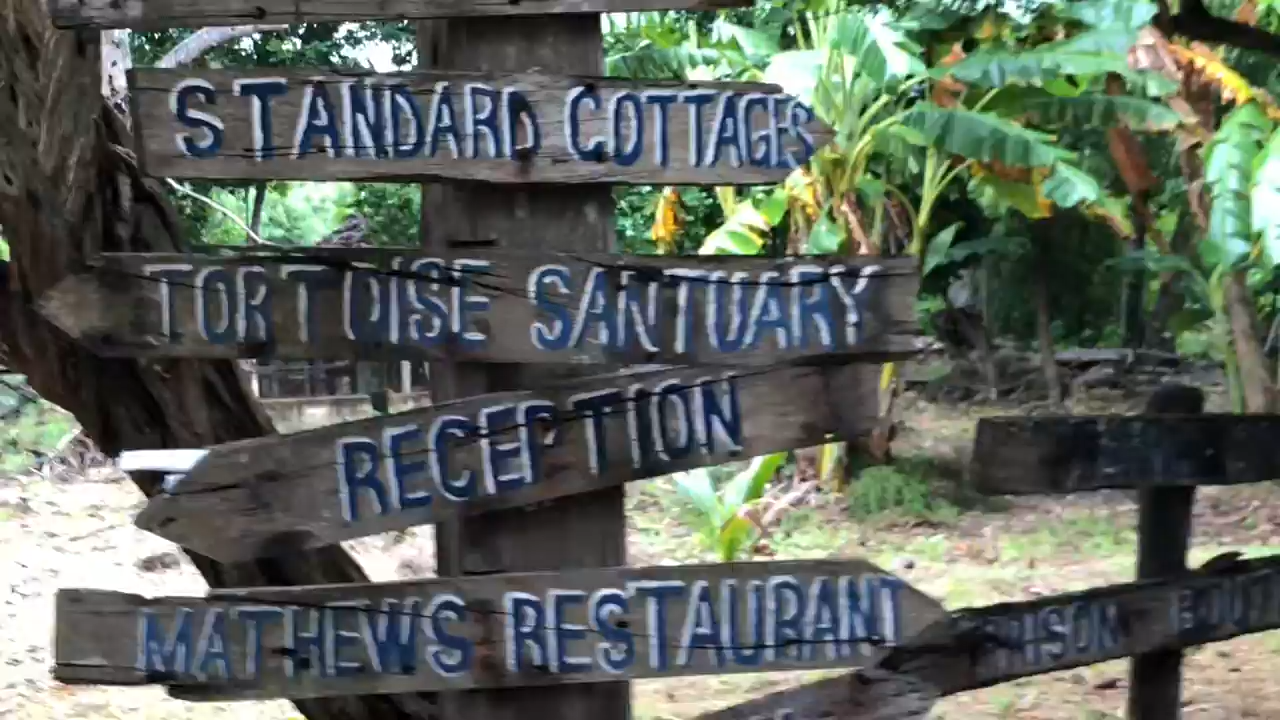 STANDARD COTTAGES
TORTOISE SANTUARY
RECEPTION
MATHEWS RESTAURANT